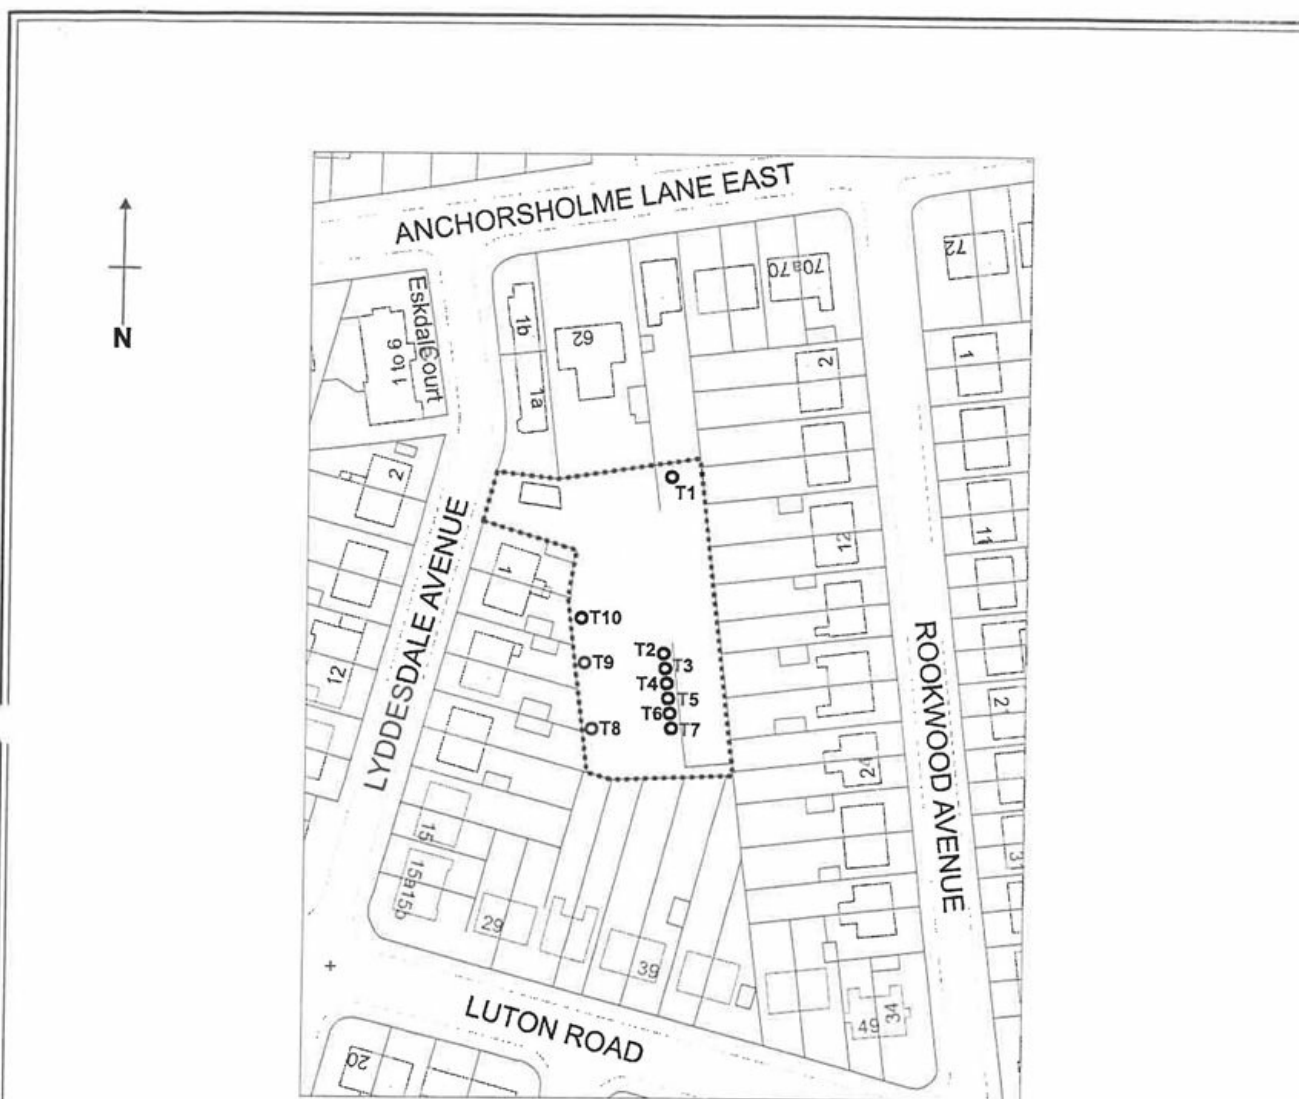 ANCHORSHOLME LANE EAST
N
Eskdale Court
1 to 6
1b
1a
62
70 70a
72
2
1
2
T1
LYDDESDALE AVENUE
1
12
11
T10
T9
T8
T2
T3
T4
T5
T6
T7
12
ROOKWOOD AVENUE
21
24
15
15a 15b
29
39
31
49
34
LUTON ROAD
20